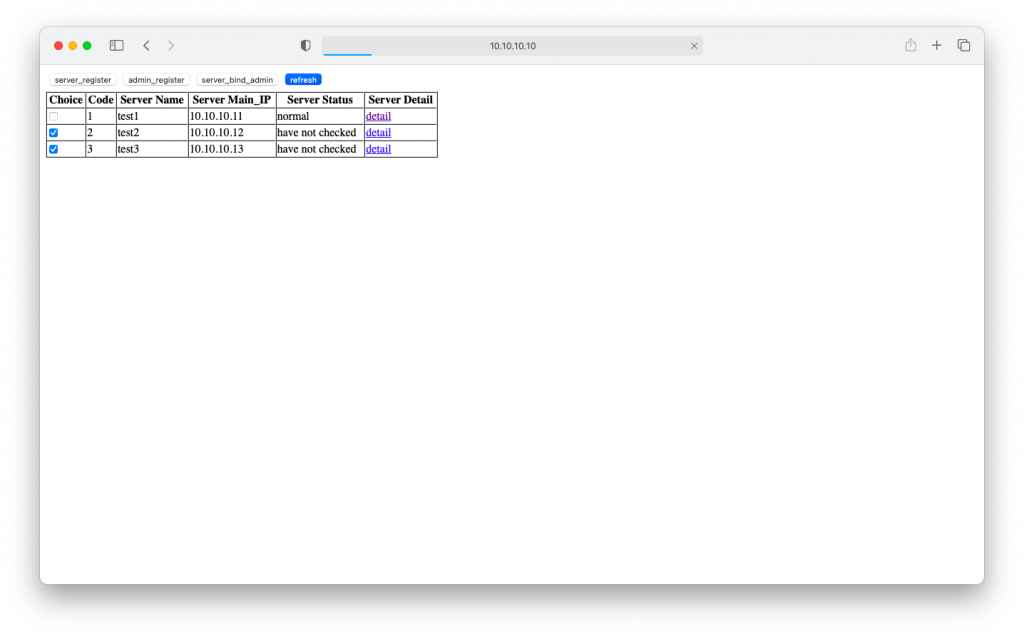 10.10.10.10
server_register admin_register server_bind_admin refresh
Choice Code Server Name Server Main_IP Server Status Server Detail
1 test1 10.10.10.11 normal detail
2 test2 10.10.10.12 have not checked detail
3 test3 10.10.10.13 have not checked detail